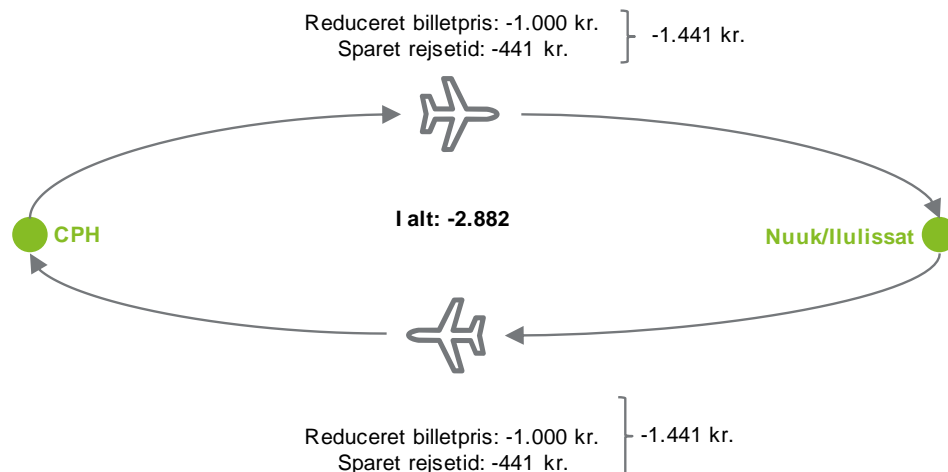 Reduceret billetpris: -1.000 kr.
Sparet rejsetid: -441 kr.
-1.441 kr.
I alt: -2.882
CPH
Nuuk/Ilulissat
Reduceret billetpris: -1.000 kr.
Sparet rejsetid: -441 kr.
-1.441 kr.